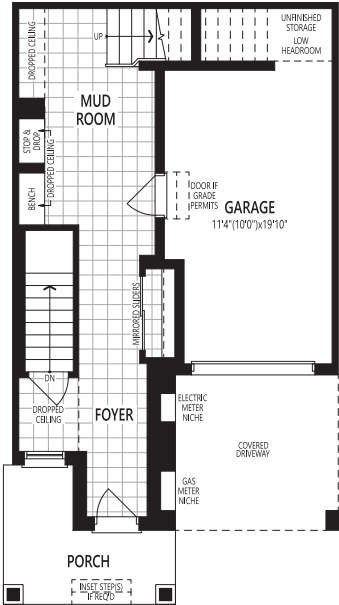 UNFINISHED
STORAGE
LOW
HEADROOM
DROPPED CEILING
UP
MUD
ROOM
STOP &
DROP
DROPPED CEILING
BENCH
DOOR IF
GRADE
PERMITS
GARAGE
11'4"(10'0")x19'10"
MIRRORED SLIDERS
DN
DROPPED
CEILING
FOYER
ELECTRIC
METER
NICHE
COVERED
DRIVEWAY
GAS
METER
NICHE
PORCH
INSET STEP(S)
IF REQ'D